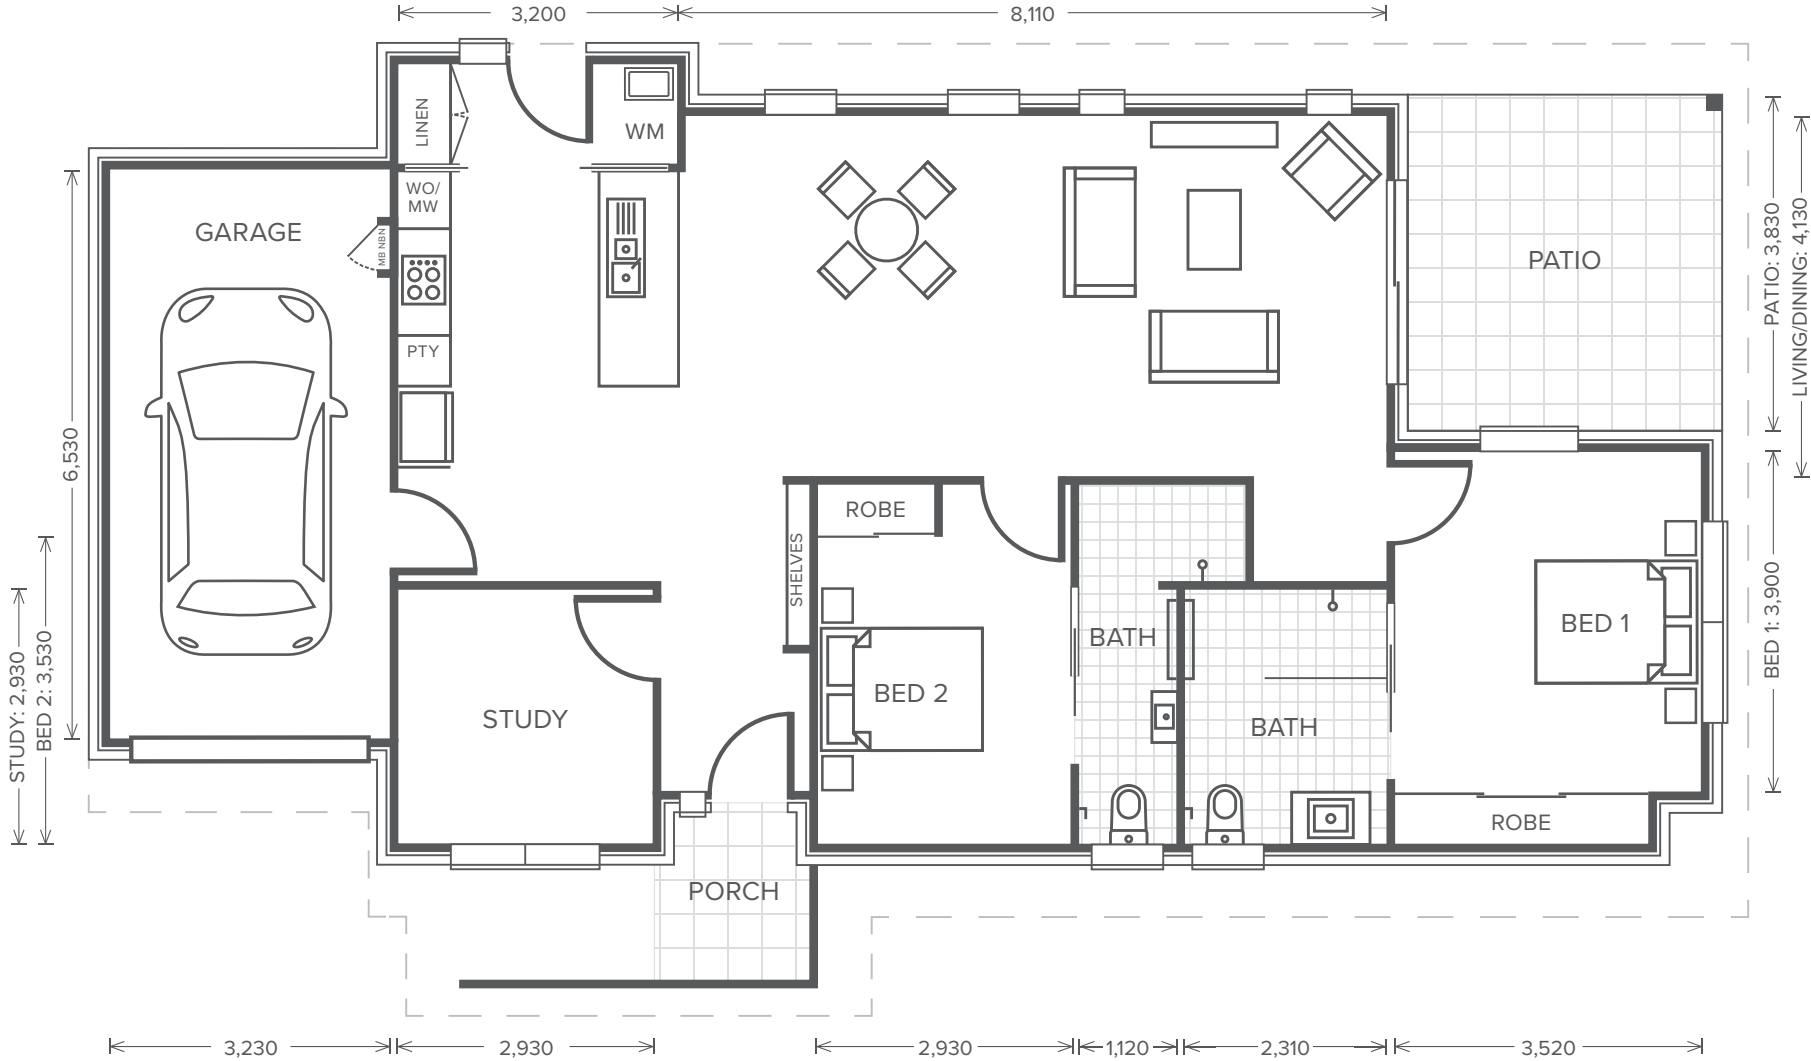 3,200
8,110
LINEN
WM
WO/
MW
GARAGE
MB NBN
PTY
PATIO
PATIO: 3,830
LIVING/DINING: 4,130
6,530
ROBE
SHELVES
BATH
BED 1
BED 1: 3,900
STUDY: 2,930
BED 2: 3,530
STUDY
BED 2
BATH
ROBE
PORCH
3,230
2,930
2,930
1,120
2,310
3,520